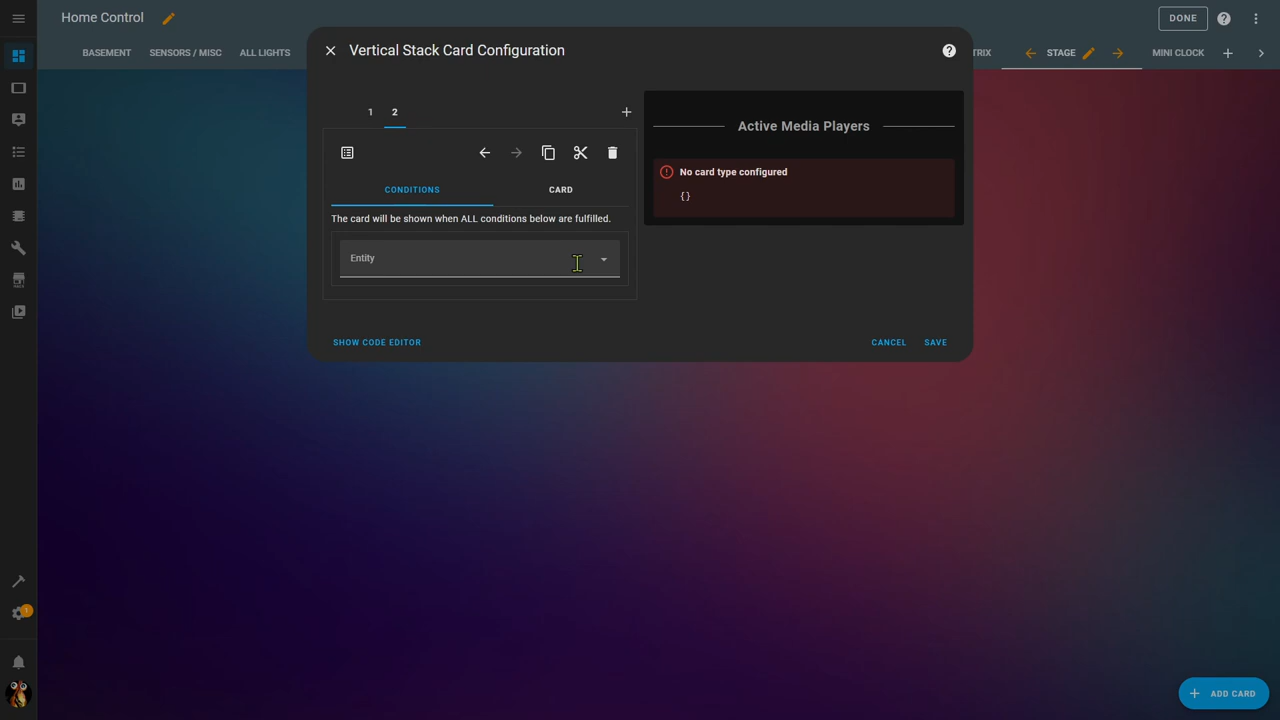 Home Control
DONE
BASEMENT
SENSORS / MISC
ALL LIGHTS
TRIX
STAGE
MINI CLOCK
Vertical Stack Card Configuration
1
2
CONDITIONS
CARD
The card will be shown when ALL conditions below are fulfilled.
Entity
SHOW CODE EDITOR
Active Media Players
No card type configured
{}
CANCEL
SAVE
1
ADD CARD